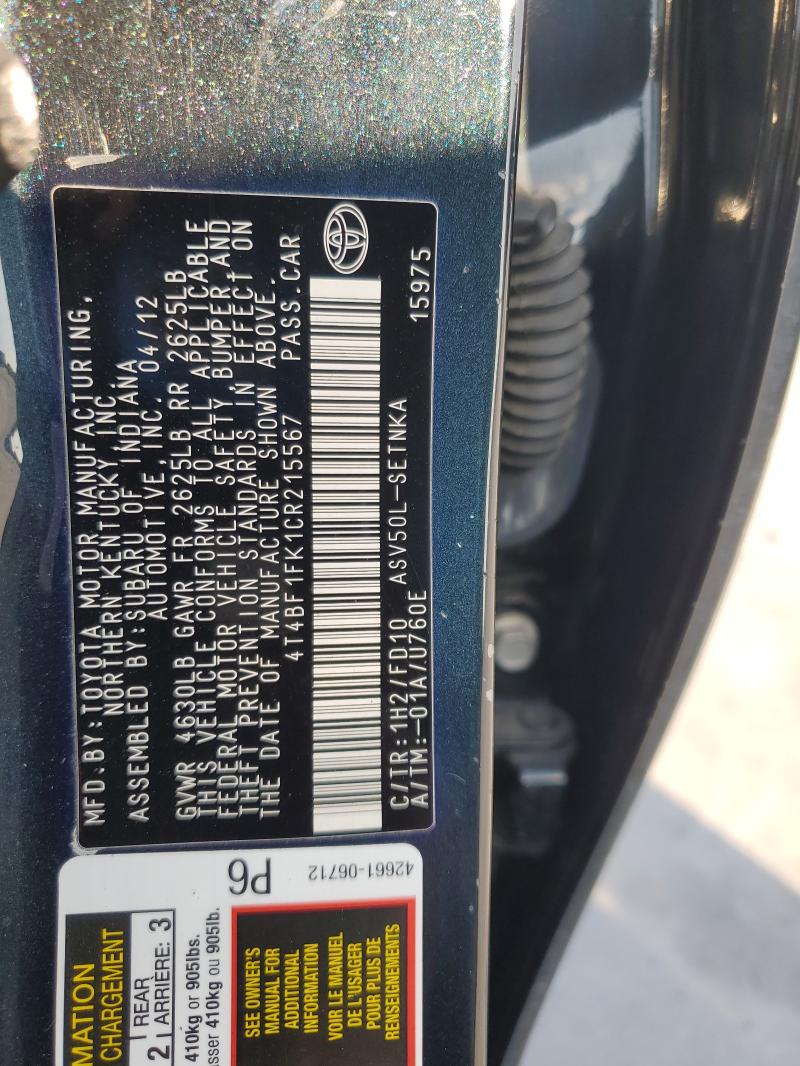 MFD.BY:TOYOTA MOTOR MANUFACTURING,
NORTHERN KENTUCKY,INC.
ASSEMBLED BY:SUBARU OF INDIANA
AUTOMOTIVE,INC. 04/12
GVWR 4630LB GAWR FR 2625LB RR 2625LB
THIS VEHICLE CONFORMS TO ALL APPLICABLE
FEDERAL MOTOR VEHICLE SAFETY,BUMPER AND
THEFT PREVENTION STANDARDS IN EFFECT ON
THE DATE OF MANUFACTURE SHOWN ABOVE.
4T4BF1FK1CR215567 PASS.CAR
C/TR:1H2/FD10 ASV50L-SETNKA
A/TM:-01A/U760E 15975
P6
42661-06712
MATION
CHARGEMENT
2 REAR 3
ARRIÈRE:
410kg or 905lbs.
sser 410kg ou 905lb.
SEE OWNER'S
MANUAL FOR
ADDITIONAL
INFORMATION
VOIR LE MANUEL
DE L'USAGER
POUR PLUS DE
RENSEIGNEMENTS